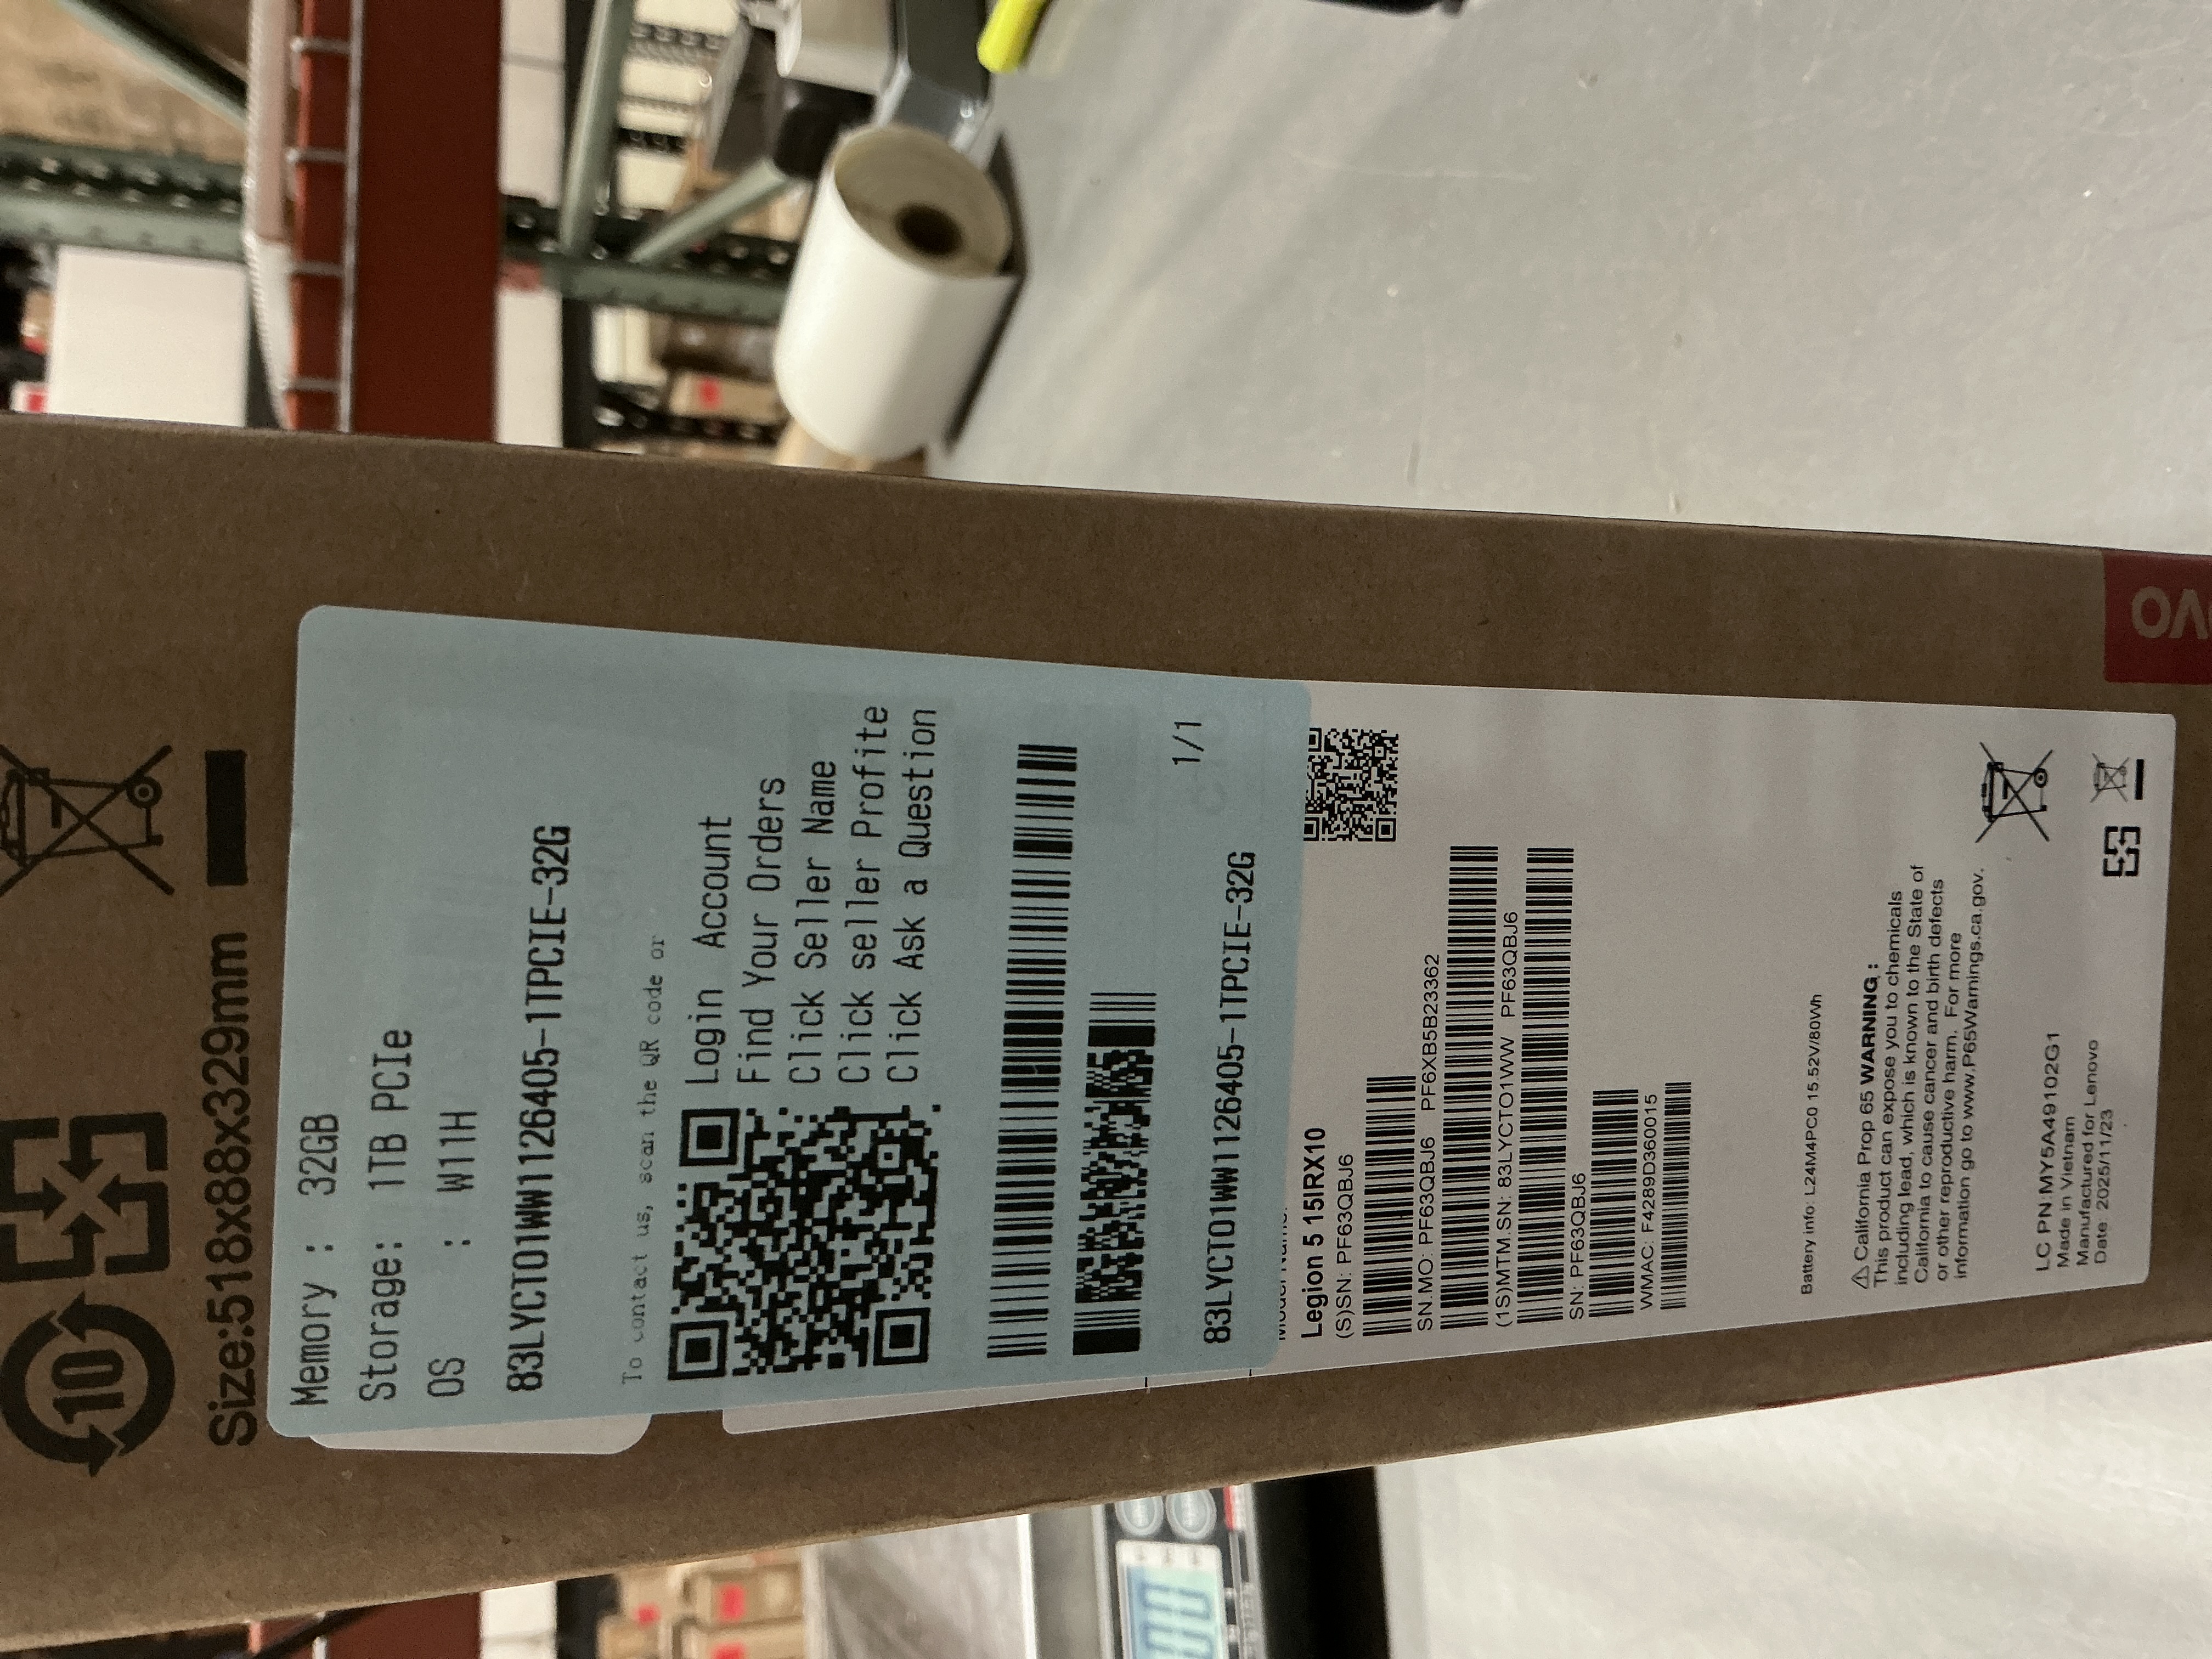 10
Size:518x88x329mm
Memory : 32GB
Storage: 1TB PCIe
OS : W11H
83LYCTO1WW1126405-1TPCIE-32G
To contact us, scan the QR code or
Login Account
Find Your Orders
Click Seller Name
Click seller Profite
Click Ask a Question
1/1
83LYCTO1WW1126405-1TPCIE-32G
Legion 5 15IRX10
(S)SN: PF63QBJ6
SN.MO: PF63QBJ6 PF6XB5B23362
(1S)MTM.SN: 83LYCTO1WW PF63QBJ6
SN: PF63QBJ6
WMAC: F4289D360015
Battery info: L24M4PC0 15.52V/80Wh
⚠ California Prop 65 WARNING :
This product can expose you to chemicals
including lead, which is known to the State of
California to cause cancer and birth defects
or other reproductive harm. For more
information go to www.P65Warnings.ca.gov.
LC PN:MY5A49102G1
Made in Vietnam
Manufactured for Lenovo
Date: 2025/11/23